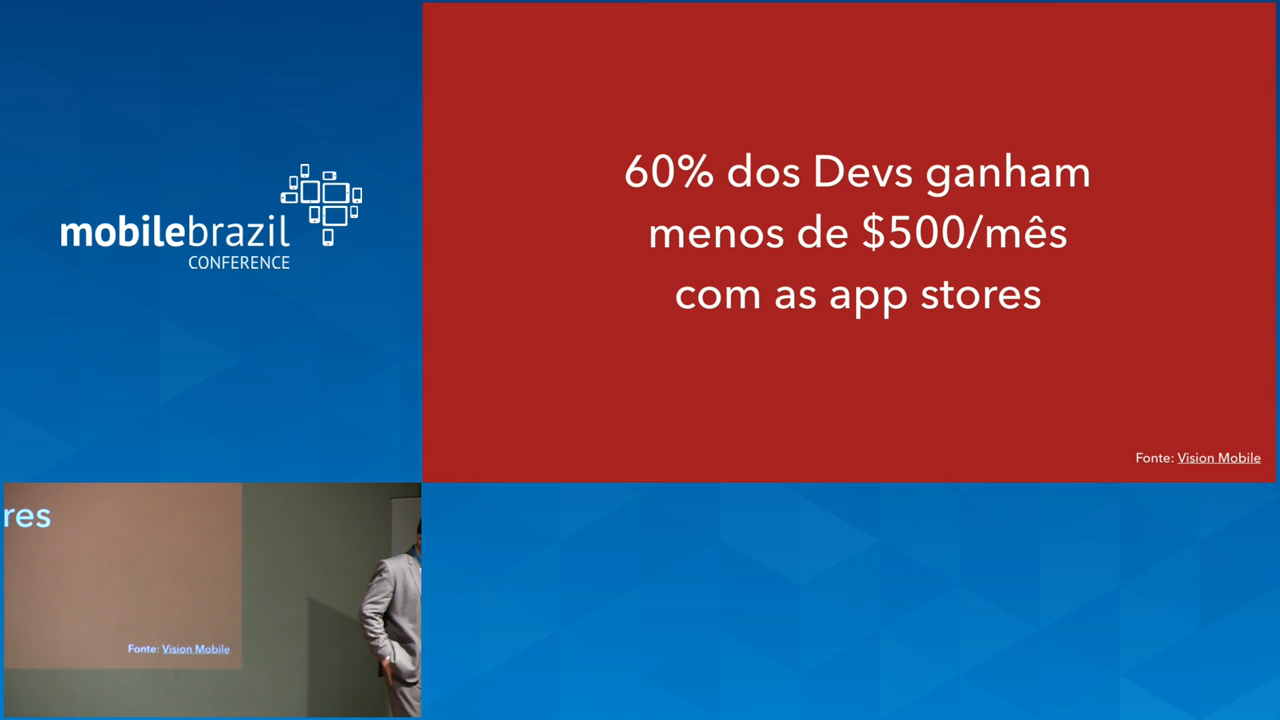 mobilebrazil
CONFERENCE
60% dos Devs ganham
menos de $500/mês
com as app stores
Fonte: Vision Mobile
res
Fonte: Vision Mobile